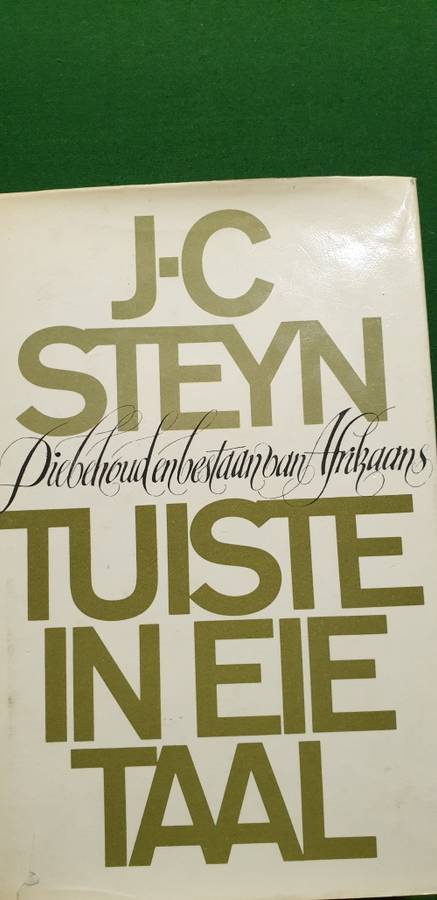 J-C
STEYN
Die behoud en bestaan van Afrikaans
TUISTE
IN EIE
TAAL